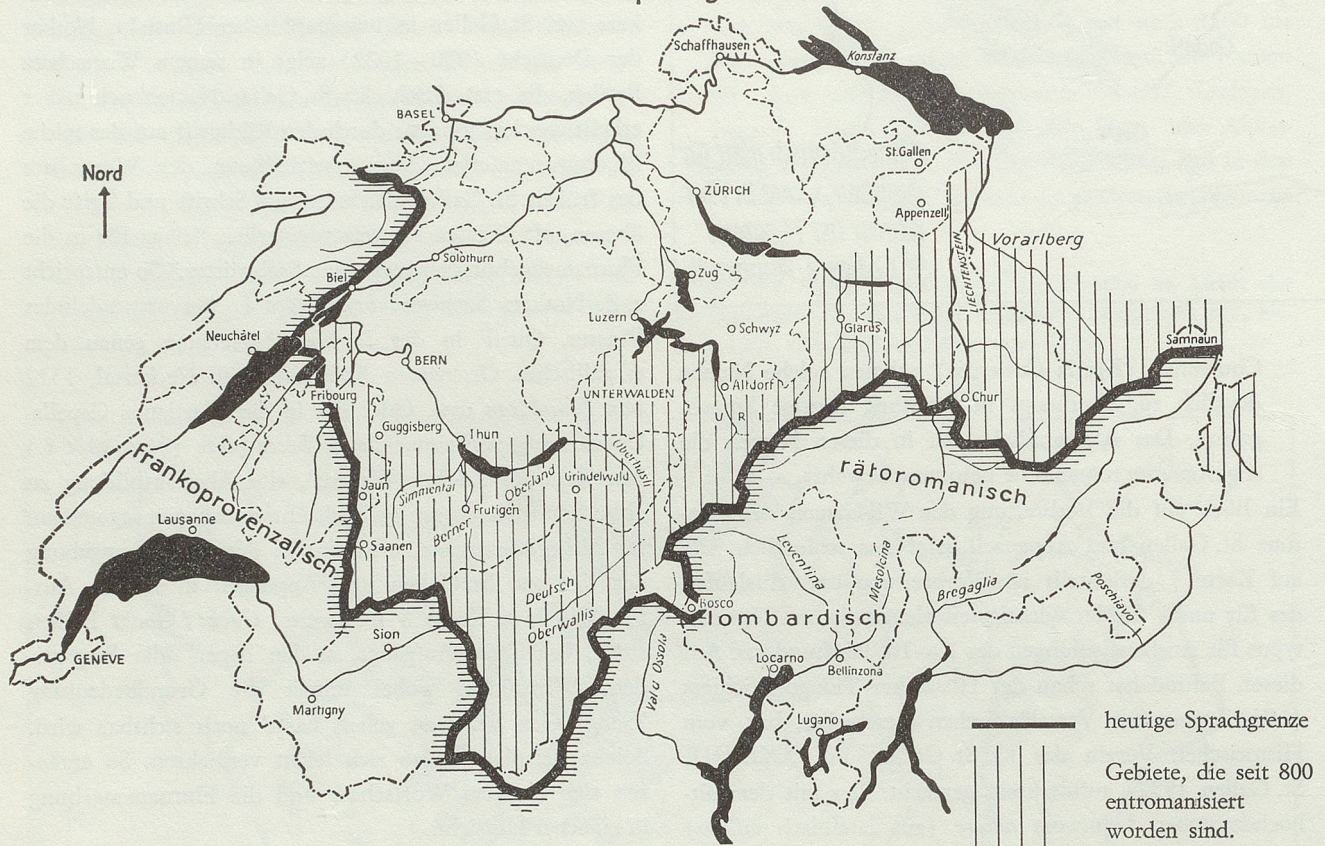 Schaffhausen
Konstanz
BASEL
Nord
St.Gallen
ZÜRICH
Appenzell
LIECHTENSTEIN
Vorarlberg
Solothurn
Biel
Zug
Luzern
Schwyz
Glarus
Neuchâtel
BERN
Samnaun
Altdorf
UNTERWALDEN
URI
Chur
Fribourg
Guggisberg
Thun
Oberhasli
Frankoprovenzalisch
Jaun
Simmental
Oberland
Grindelwald
rätoromanisch
Frutigen
Berner
Lausanne
Saanen
Leventina
Mesolcina
Deutsch
Bregaglia
Poschiavo
Oberwallis
Bosco
lombardisch
Sion
GENÈVE
Val d'Ossola
Locarno
Bellinzona
Martigny
Lugano
heutige Sprachgrenze
Gebiete, die seit 800
entromanisiert
worden sind.